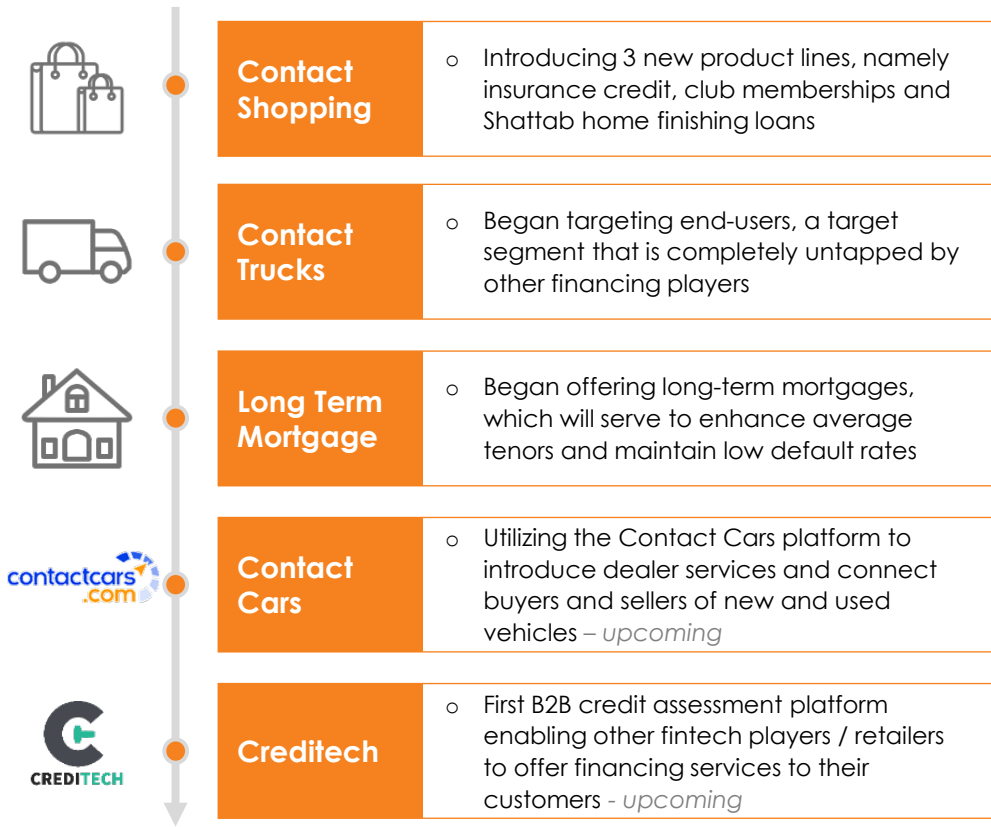 Contact
Shopping
o Introducing 3 new product lines, namely
insurance credit, club memberships and
Shattab home finishing loans
Contact
Trucks
o Began targeting end-users, a target
segment that is completely untapped by
other financing players
Long Term
Mortgage
o Began offering long-term mortgages,
which will serve to enhance average
tenors and maintain low default rates
contactcars
.com
Contact
Cars
o Utilizing the Contact Cars platform to
introduce dealer services and connect
buyers and sellers of new and used
vehicles – upcoming
CREDITECH
Creditech
o First B2B credit assessment platform
enabling other fintech players / retailers
to offer financing services to their
customers - upcoming